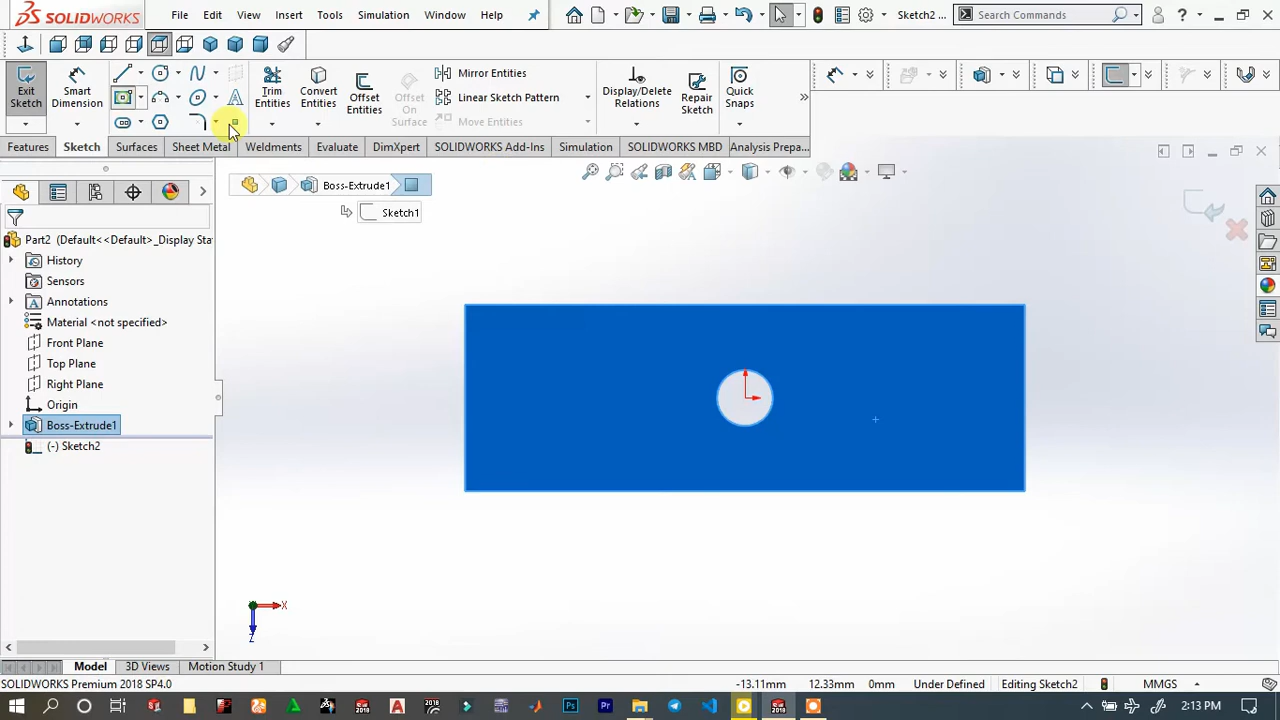 SOLIDWORKS
File Edit View Insert Tools Simulation Window Help
Sketch2 ...
Search Commands
?
Exit Sketch
Smart Dimension
Trim Entities
Convert Entities
Offset Entities
Offset On Surface
Mirror Entities
Linear Sketch Pattern
Move Entities
Display/Delete Relations
Repair Sketch
Quick Snaps
Features Sketch Surfaces Sheet Metal Weldments Evaluate DimXpert SOLIDWORKS Add-Ins Simulation SOLIDWORKS MBD Analysis Prepa...
Boss-Extrude1
Sketch1
Part2 (Default<<Default>_Display Sta
History
Sensors
Annotations
Material <not specified>
Front Plane
Top Plane
Right Plane
Origin
Boss-Extrude1
(-) Sketch2
X
Z
Model 3D Views Motion Study 1
SOLIDWORKS Premium 2018 SP4.0
-13.11mm 12.33mm 0mm Under Defined Editing Sketch2 MMGS
2:13 PM